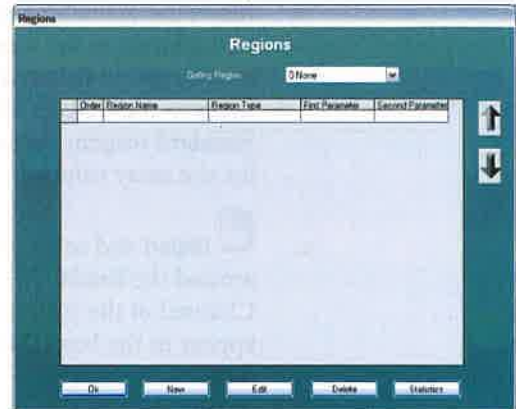 Regions
Regions
Gating Region 0 None
Order Region Name Region Type First Parameter Second Parameter
Ok New Edit Delete Statistics